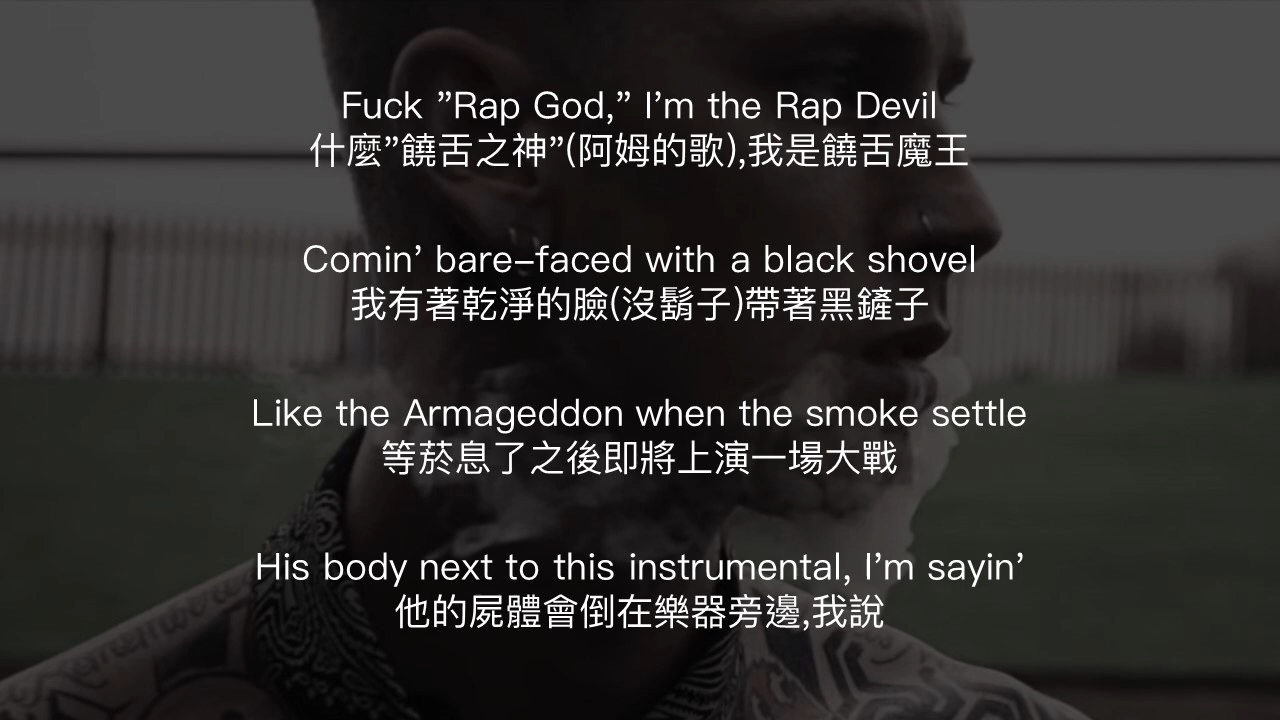 Fuck ”Rap God,” I’m the Rap Devil
什麼”饒舌之神”(阿姆的歌),我是饒舌魔王
Comin’ bare–faced with a black shovel
我有著乾淨的臉(沒鬍子)帶著黑鏟子
Like the Armageddon when the smoke settle
等菸息了之後即將上演一場大戰
His body next to this instrumental, I’m sayin’
他的屍體會倒在樂器旁邊,我說